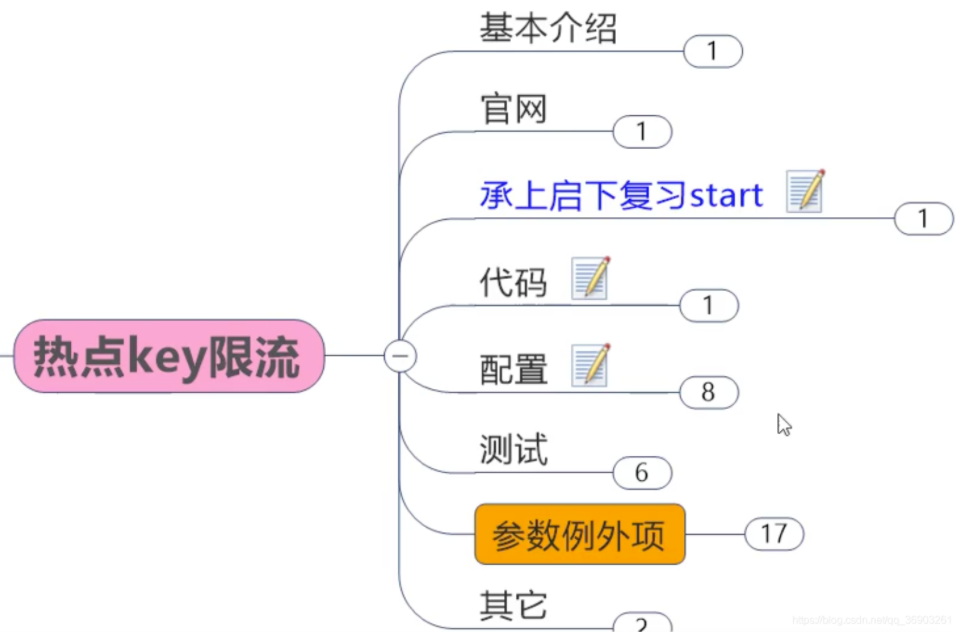 基本介绍
1
官网
1
承上启下复习start
1
代码
1
热点key限流
配置
8
测试
6
参数例外项
17
其它
2
https://blog.csdn.net/qq_35903251